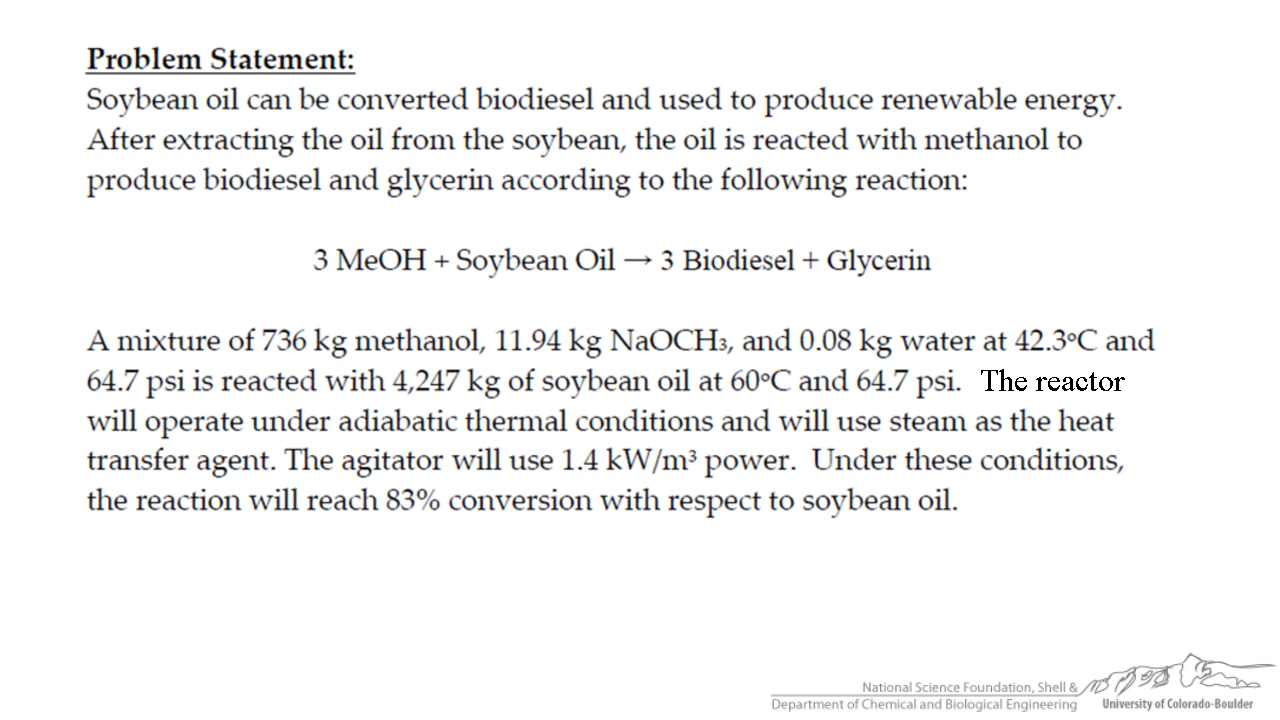 Problem Statement:
Soybean oil can be converted biodiesel and used to produce renewable energy.
After extracting the oil from the soybean, the oil is reacted with methanol to
produce biodiesel and glycerin according to the following reaction:
3 MeOH + Soybean Oil → 3 Biodiesel + Glycerin
A mixture of 736 kg methanol, 11.94 kg NaOCH₃, and 0.08 kg water at 42.3°C and
64.7 psi is reacted with 4,247 kg of soybean oil at 60°C and 64.7 psi. The reactor
will operate under adiabatic thermal conditions and will use steam as the heat
transfer agent. The agitator will use 1.4 kW/m³ power. Under these conditions,
the reaction will reach 83% conversion with respect to soybean oil.
National Science Foundation, Shell &
Department of Chemical and Biological Engineering
University of Colorado-Boulder